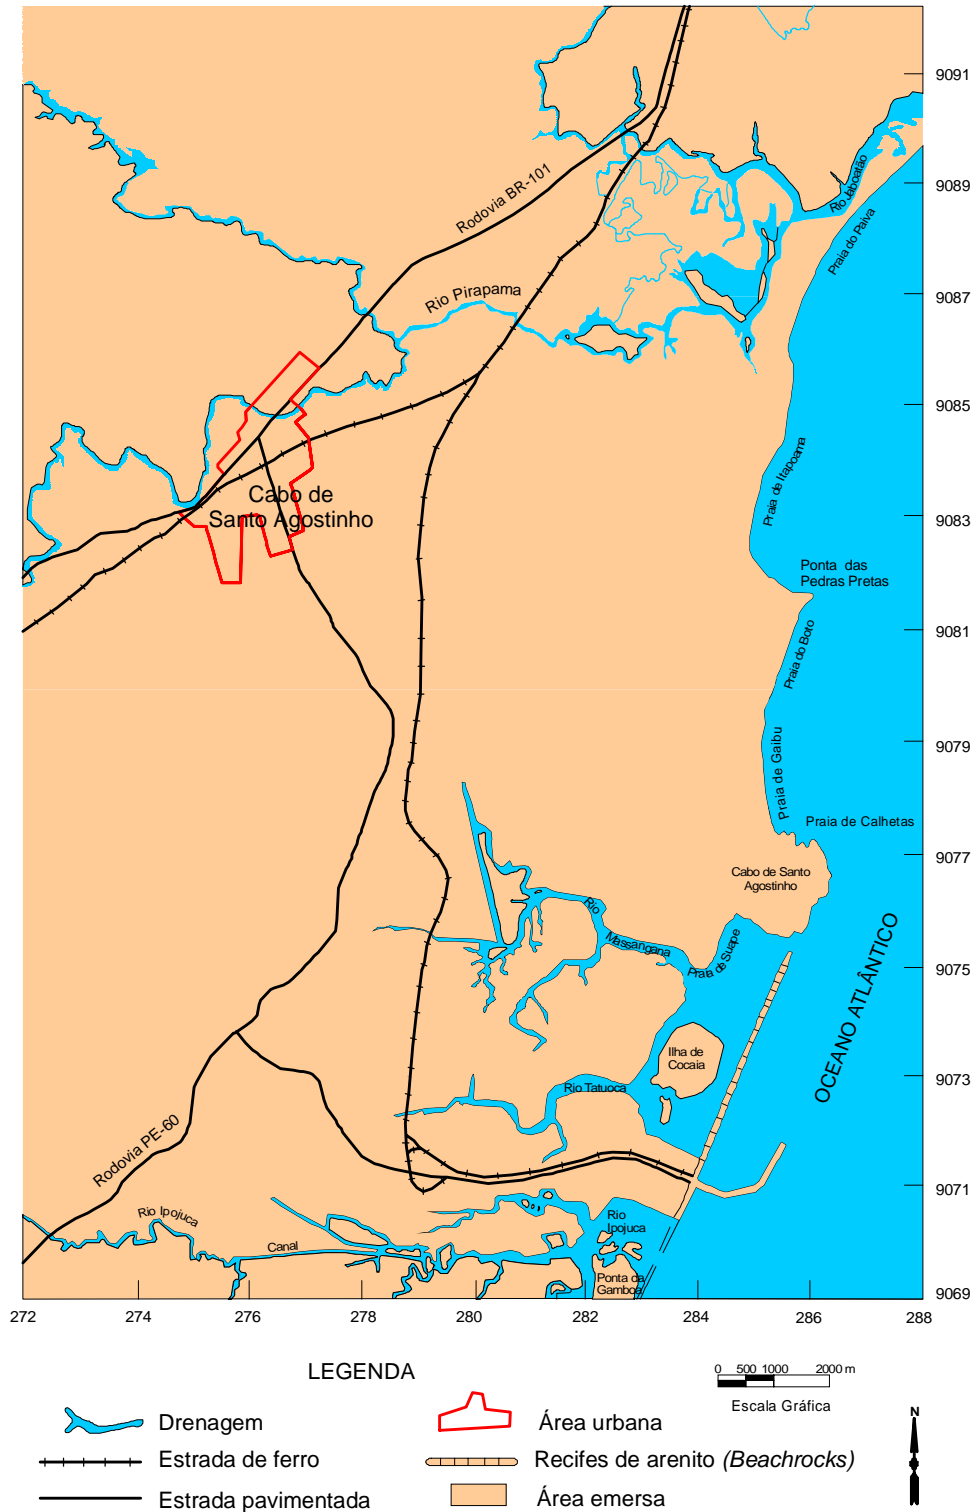 9091
Rodovia BR-101
Rio Jaboatão
9089
Praia do Paiva
Rio Pirapama
9087
9085
Praia de Itapoama
Cabo de
Santo Agostinho
9083
Ponta das
Pedras Pretas
9081
Praia do Boto
9079
Praia de Gaibu
Praia de Calhetas
9077
Cabo de Santo
Agostinho
Rio
Massangana
Praia de Suape
9075
OCEANO ATLÂNTICO
Ilha de
Cocaia
9073
Rio Tatuoca
Rodovia PE-60
9071
Rio Ipojuca
Rio
Ipojuca
Canal
Ponta da
Gamboa
9069
272 274 276 278 280 282 284 286 288
LEGENDA
0 500 1000 2000 m
Escala Gráfica
Drenagem
Área urbana
N
Estrada de ferro
Recifes de arenito (Beachrocks)
Estrada pavimentada
Área emersa